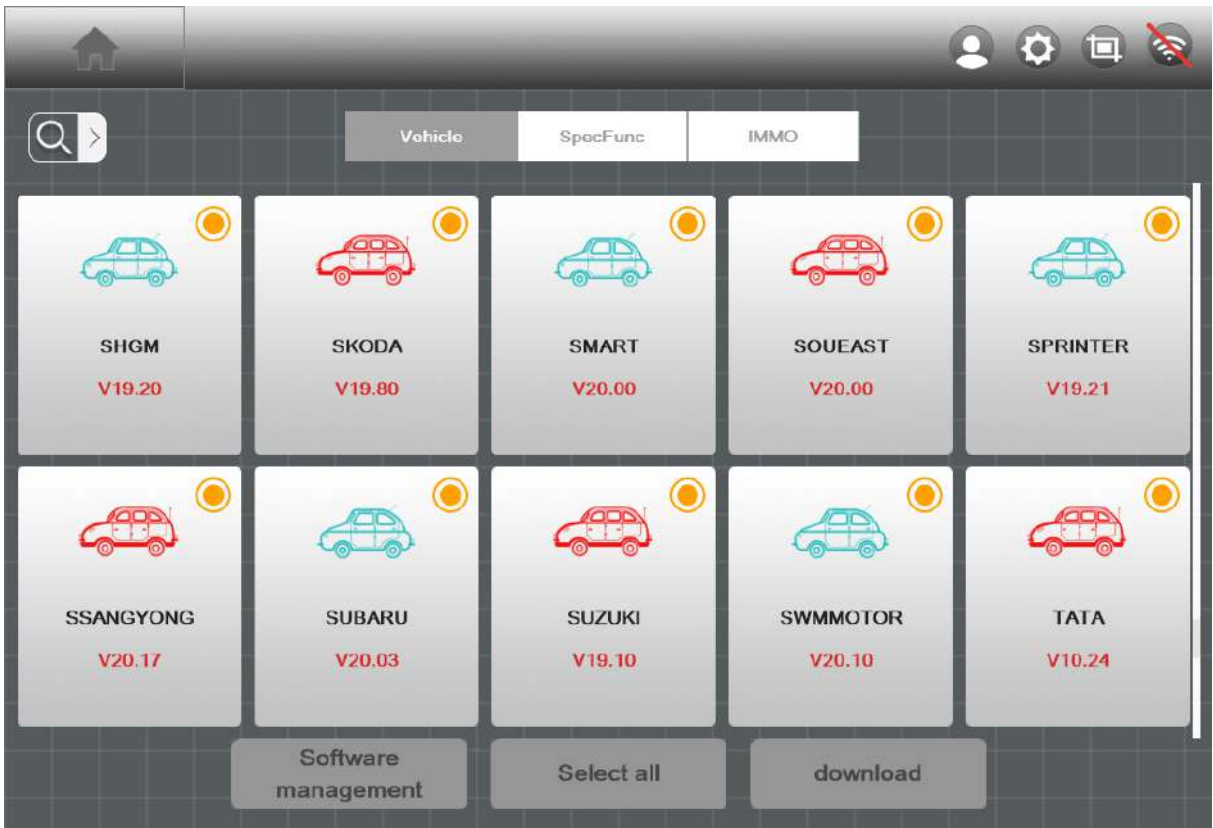 Vehicle SpecFunc IMMO
SHGM SKODA SMART SOUEAST SPRINTER
V19.20 V19.80 V20.00 V20.00 V19.21
SSANGYONG SUBARU SUZUKI SWMMOTOR TATA
V20.17 V20.03 V19.10 V20.10 V10.24
Software
management
Select all
download